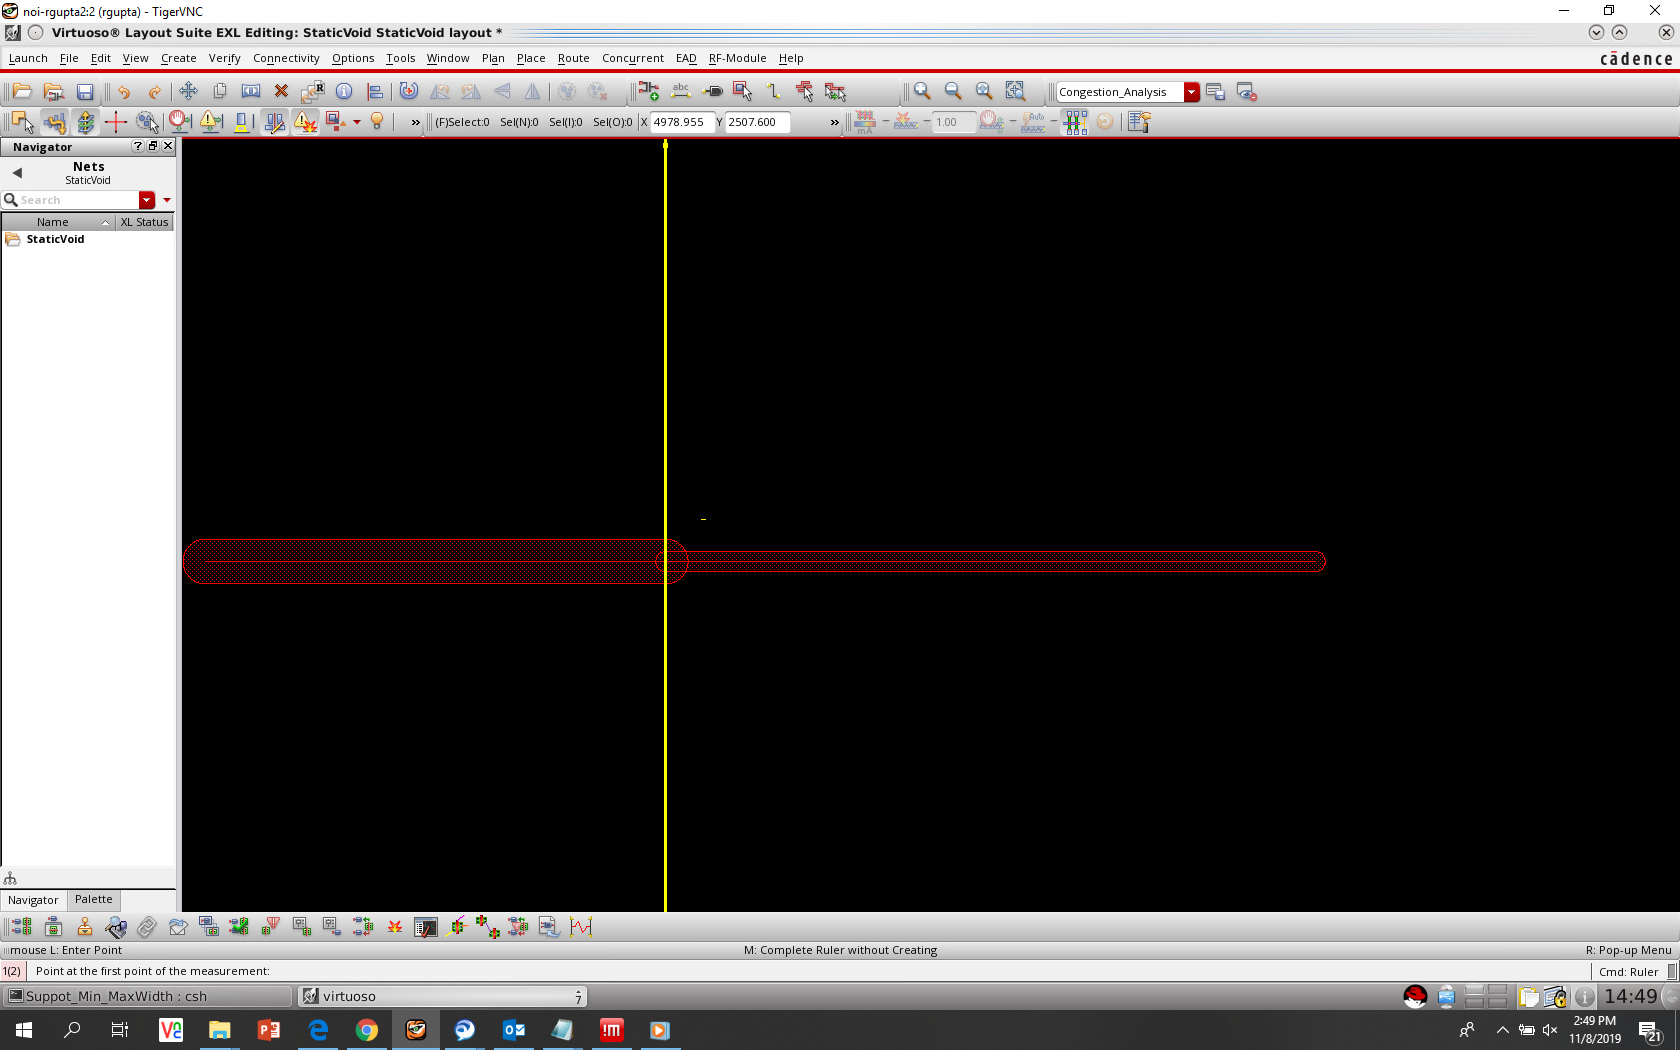 noi-rgupta2:2 (rgupta) - TigerVNC
Virtuoso® Layout Suite EXL Editing: StaticVoid StaticVoid layout *
Launch File Edit View Create Verify Connectivity Options Tools Window Plan Place Route Concurrent EAD RF-Module Help
cādence
R
abc
Congestion_Analysis
» (F)Select:0 Sel(N):0 Sel(I):0 Sel(O):0 X 4978.955 Y 2507.600 » mA 1.00 Auto
Navigator
Nets
StaticVoid
Search
Name XL Status
StaticVoid
Navigator Palette
mouse L: Enter Point M: Complete Ruler without Creating R: Pop-up Menu
1(2) Point at the first point of the measurement: Cmd: Ruler
Suppot_Min_MaxWidth : csh virtuoso 7 14:49
2:49 PM
11/8/2019
21